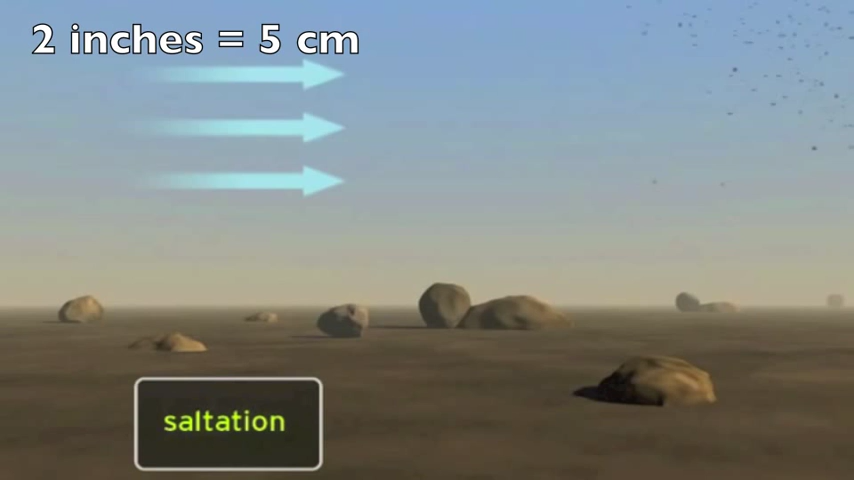 2 inches = 5 cm
saltation